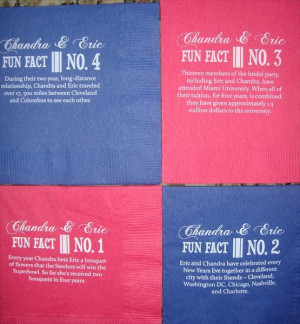 Chandra & Eric
FUN FACT NO. 4
During their two year, long-distance
relationship, Chandra and Eric traveled
over 17, 500 miles between Cleveland
and Columbus to see each other.
Chandra & Eric
FUN FACT NO. 3
Thirteen members of the bridal party,
including Eric and Chandra, have
attended Miami University. When all
of their tuition, for four years, is combined,
they have given approximately 1.3
million dollars to the university.
Chandra & Eric
FUN FACT NO. 1
Every year Chandra bets Eric a bouquet
of flowers that the Steelers will win the
Superbowl. So far she's received two
bouquets in four years.
Chandra & Eric
FUN FACT NO. 2
Eric and Chandra have celebrated every
New Years Eve together in a different
city with their friends – Cleveland,
Washington DC, Chicago, Nashville,
and Charlotte.